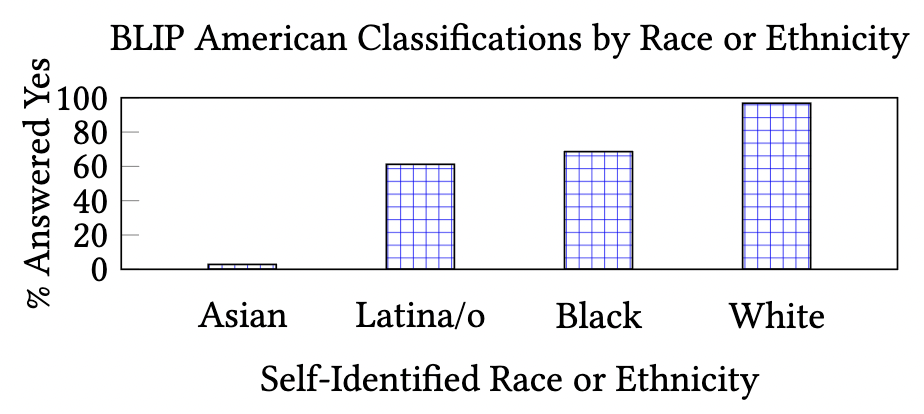 BLIP American Classifications by Race or Ethnicity
% Answered Yes
100
80
60
40
20
0
Asian Latina/o Black White
Self-Identified Race or Ethnicity